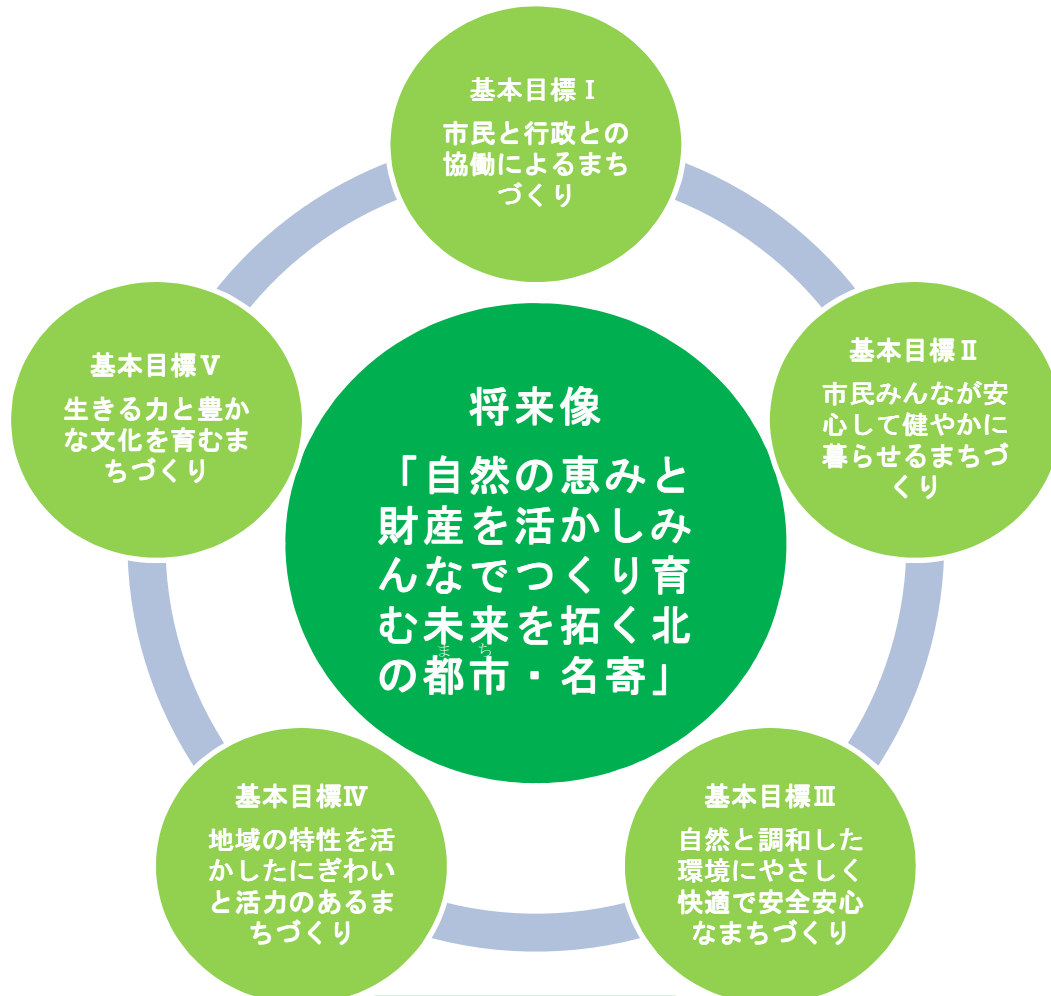 基本目標Ⅰ
市民と行政との
協働によるまち
づくり
基本目標Ⅱ
市民みんなが安
心して健やかに
暮らせるまちづ
くり
基本目標Ⅲ
自然と調和した
環境にやさしく
快適で安全安心
なまちづくり
基本目標Ⅳ
地域の特性を活
かしたにぎわい
と活力のあるま
ちづくり
基本目標Ⅴ
生きる力と豊か
な文化を育むま
ちづくり
将来像
「自然の恵みと
財産を活かしみ
んなでつくり育
む未来を拓く北
まち
の都市・名寄」